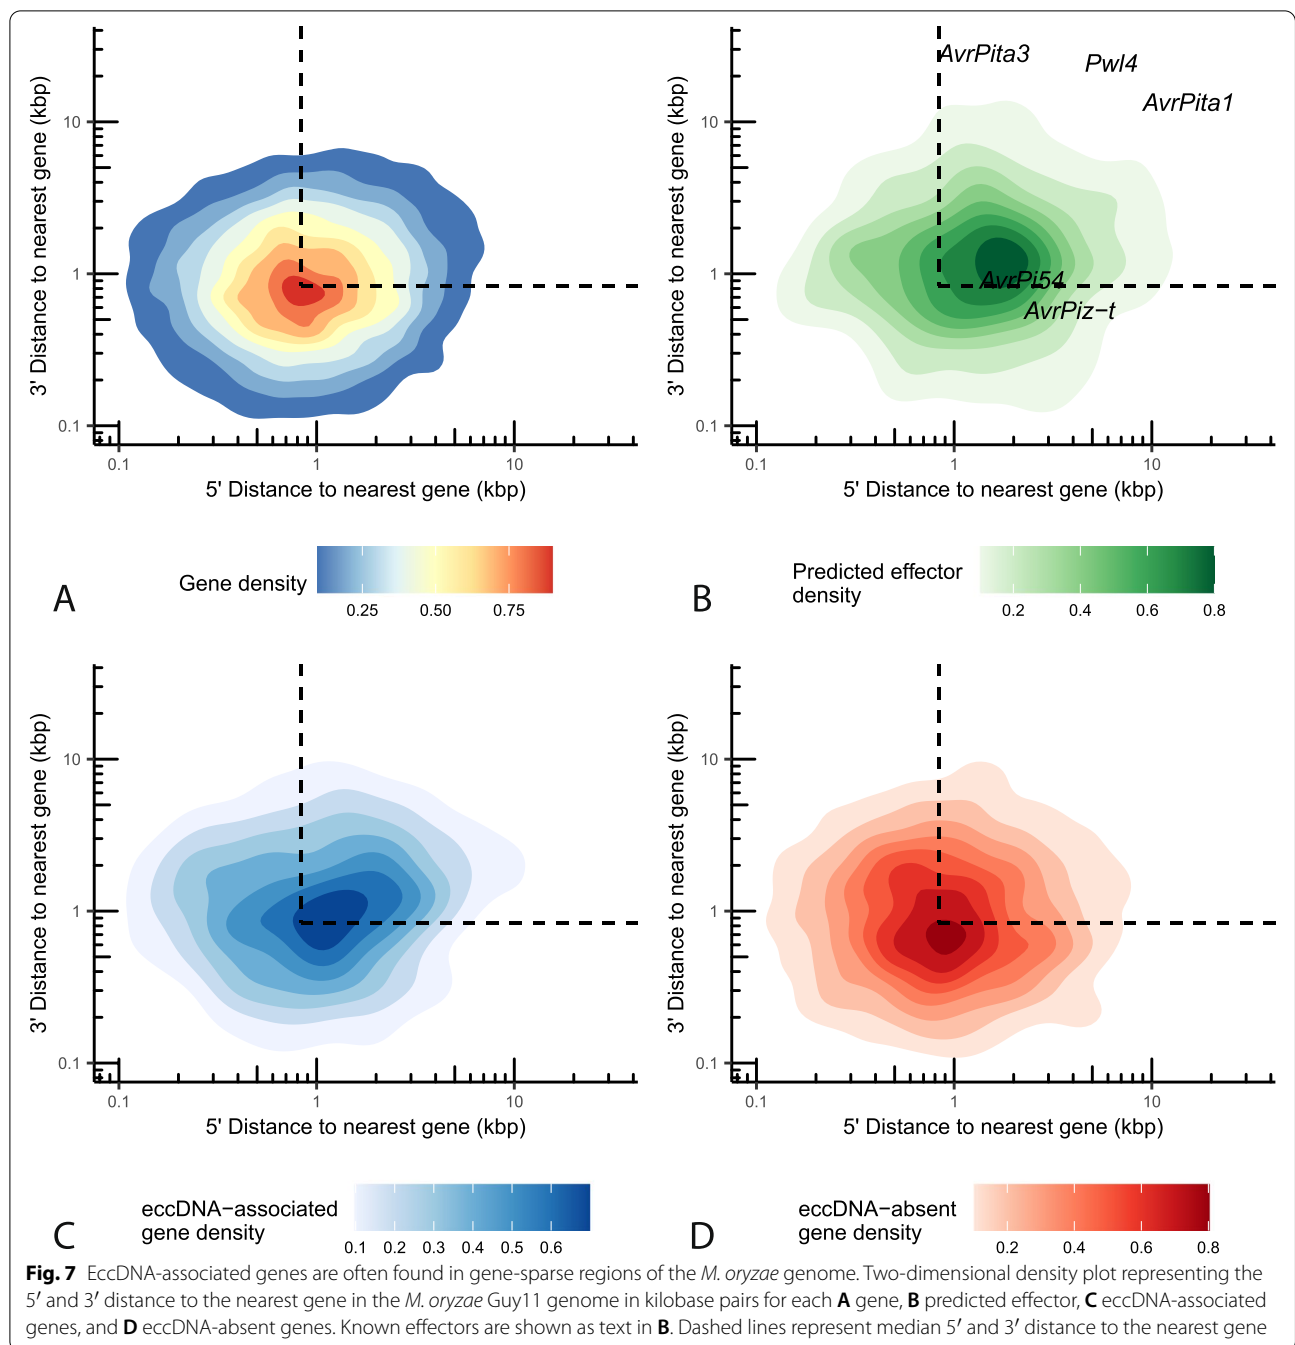 3' Distance to nearest gene (kbp)
10
1
0.1
0.1 1 10
5' Distance to nearest gene (kbp)
A
Gene density
0.25 0.50 0.75
3' Distance to nearest gene (kbp)
10
1
0.1
AvrPita3
Pwl4
AvrPita1
AvrPi54
AvrPiz−t
0.1 1 10
5' Distance to nearest gene (kbp)
B
Predicted effector
density
0.2 0.4 0.6 0.8
3' Distance to nearest gene (kbp)
10
1
0.1
0.1 1 10
5' Distance to nearest gene (kbp)
C
eccDNA−associated
gene density
0.1 0.2 0.3 0.4 0.5 0.6
3' Distance to nearest gene (kbp)
10
1
0.1
0.1 1 10
5' Distance to nearest gene (kbp)
D
eccDNA−absent
gene density
0.2 0.4 0.6 0.8
Fig. 7 EccDNA-associated genes are often found in gene-sparse regions of the M. oryzae genome. Two-dimensional density plot representing the
5′ and 3′ distance to the nearest gene in the M. oryzae Guy11 genome in kilobase pairs for each A gene, B predicted effector, C eccDNA-associated
genes, and D eccDNA-absent genes. Known effectors are shown as text in B. Dashed lines represent median 5′ and 3′ distance to the nearest gene